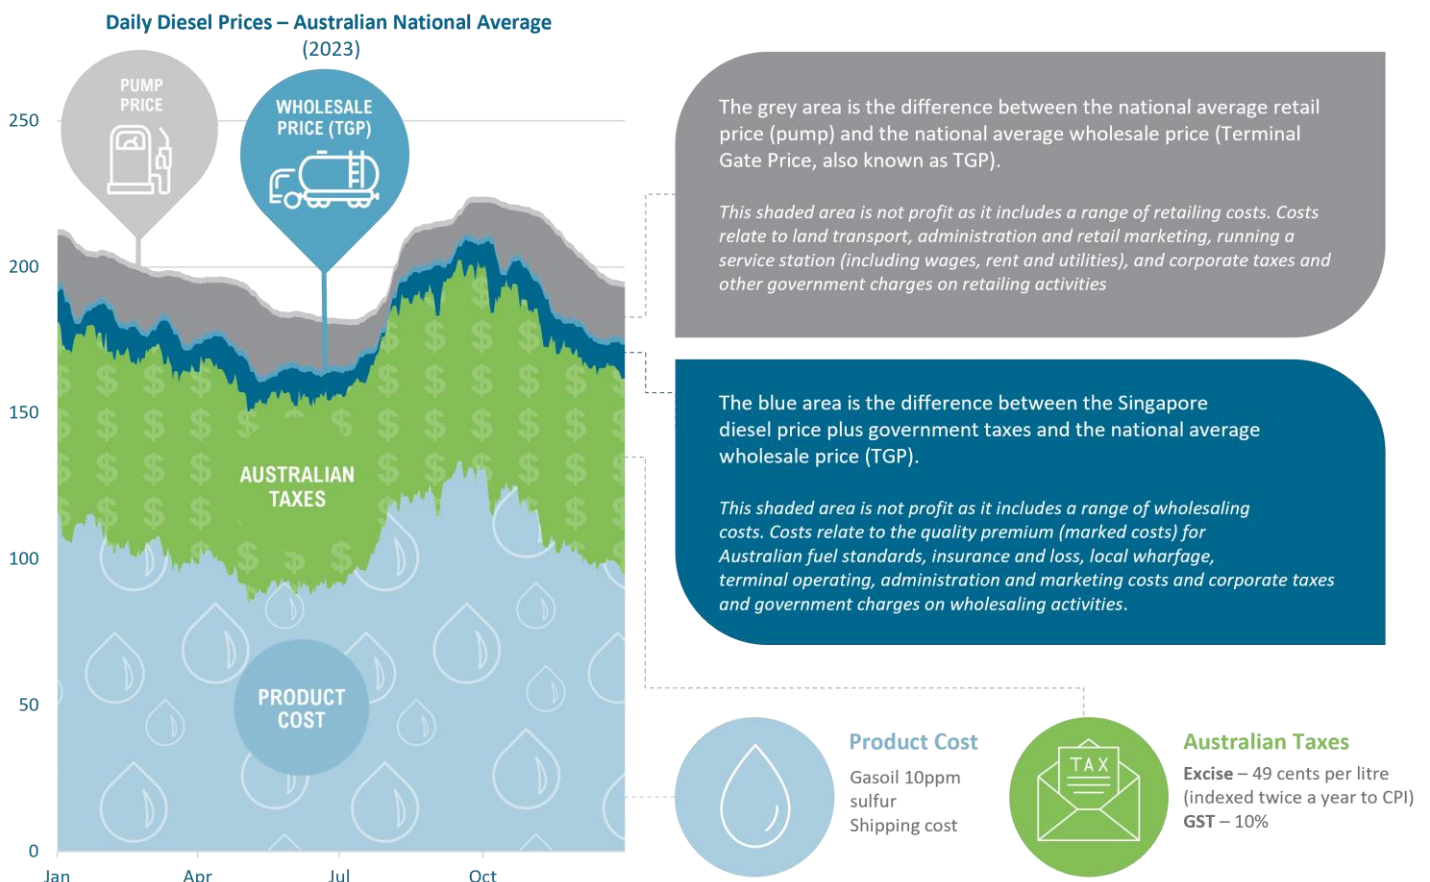 Daily Diesel Prices – Australian National Average
(2023)
PUMP
PRICE
WHOLESALE
PRICE (TGP)
250
200
150
100
50
0
Jan
Apr
Jul
Oct
AUSTRALIAN
TAXES
PRODUCT
COST
The grey area is the difference between the national average retail
price (pump) and the national average wholesale price (Terminal
Gate Price, also known as TGP).
This shaded area is not profit as it includes a range of retailing costs. Costs
relate to land transport, administration and retail marketing, running a
service station (including wages, rent and utilities), and corporate taxes and
other government charges on retailing activities
The blue area is the difference between the Singapore
diesel price plus government taxes and the national average
wholesale price (TGP).
This shaded area is not profit as it includes a range of wholesaling
costs. Costs relate to the quality premium (marked costs) for
Australian fuel standards, insurance and loss, local wharfage,
terminal operating, administration and marketing costs and corporate taxes
and government charges on wholesaling activities.
Product Cost
Gasoil 10ppm
sulfur
Shipping cost
TAX
Australian Taxes
Excise – 49 cents per litre
(indexed twice a year to CPI)
GST – 10%